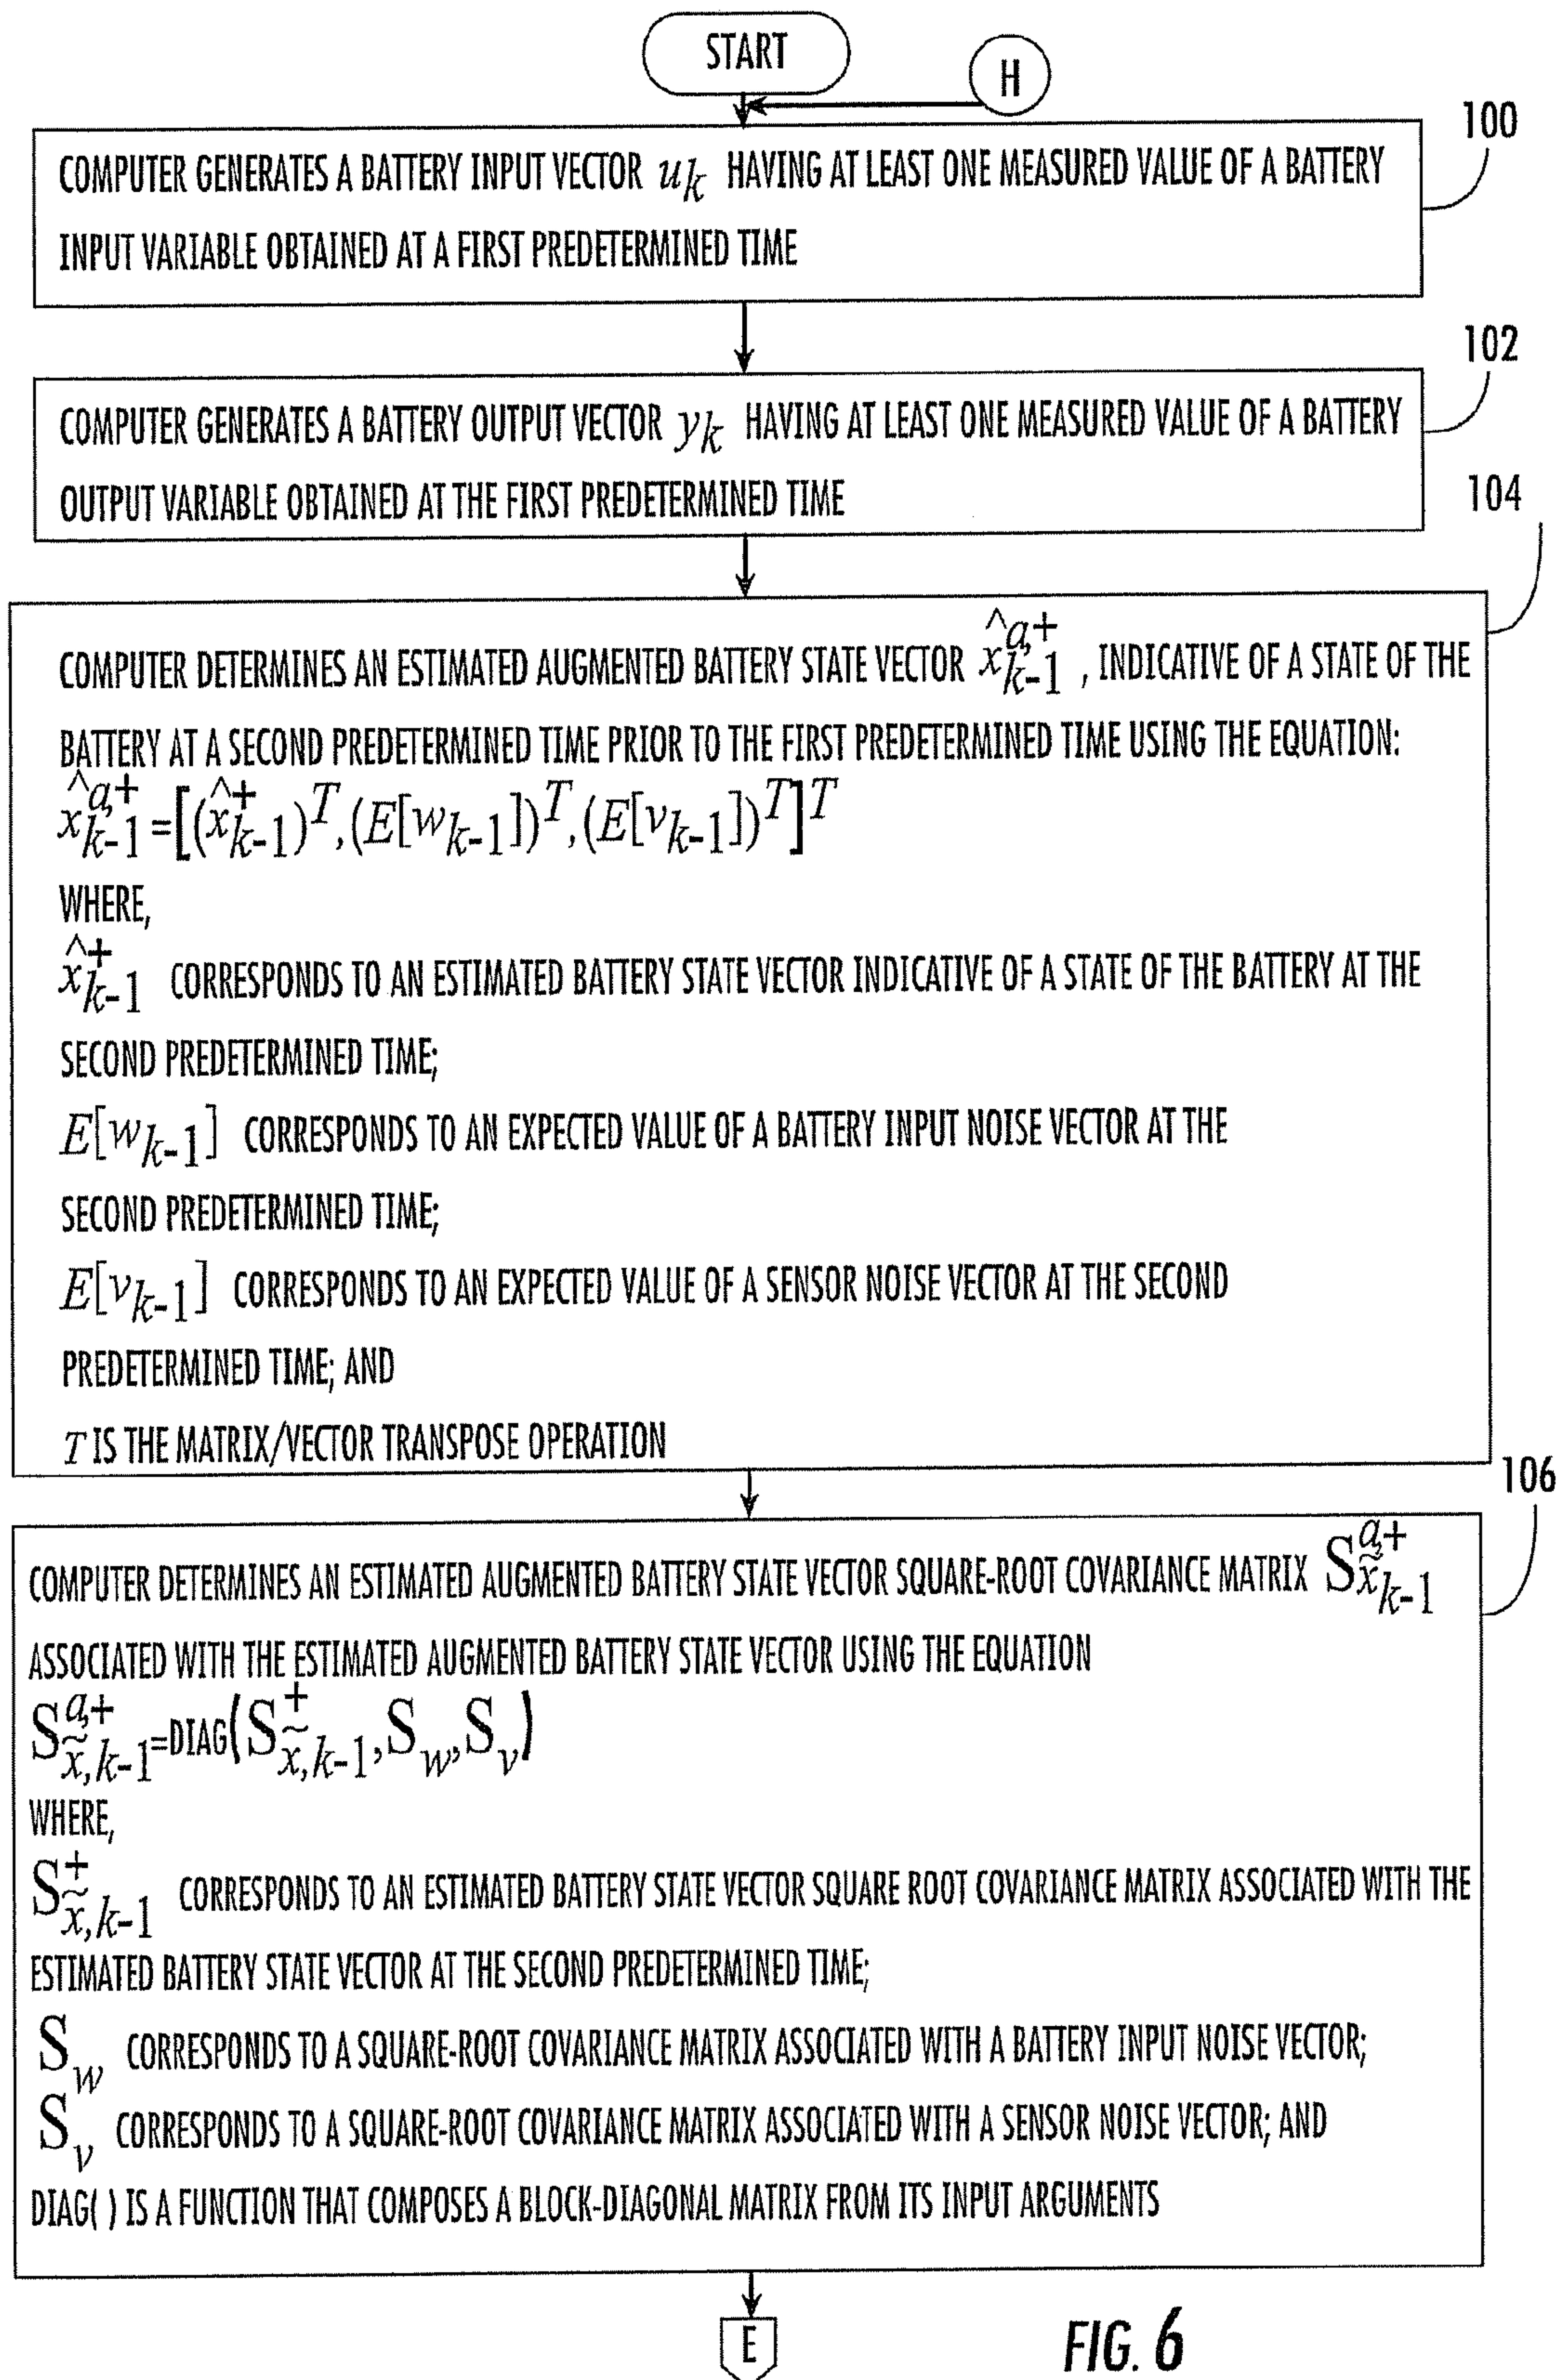 START
H
100
COMPUTER GENERATES A BATTERY INPUT VECTOR u_k HAVING AT LEAST ONE MEASURED VALUE OF A BATTERY
INPUT VARIABLE OBTAINED AT A FIRST PREDETERMINED TIME
102
COMPUTER GENERATES A BATTERY OUTPUT VECTOR y_k HAVING AT LEAST ONE MEASURED VALUE OF A BATTERY
OUTPUT VARIABLE OBTAINED AT THE FIRST PREDETERMINED TIME
104
COMPUTER DETERMINES AN ESTIMATED AUGMENTED BATTERY STATE VECTOR x̂_{k-1}^{a,+} , INDICATIVE OF A STATE OF THE
BATTERY AT A SECOND PREDETERMINED TIME PRIOR TO THE FIRST PREDETERMINED TIME USING THE EQUATION:
x̂_{k-1}^{a,+}=[(x̂_{k-1}^{+})^T,(E[w_{k-1}])^T,(E[v_{k-1}])^T]^T
WHERE,
x̂_{k-1}^{+} CORRESPONDS TO AN ESTIMATED BATTERY STATE VECTOR INDICATIVE OF A STATE OF THE BATTERY AT THE
SECOND PREDETERMINED TIME;
E[w_{k-1}] CORRESPONDS TO AN EXPECTED VALUE OF A BATTERY INPUT NOISE VECTOR AT THE
SECOND PREDETERMINED TIME;
E[v_{k-1}] CORRESPONDS TO AN EXPECTED VALUE OF A SENSOR NOISE VECTOR AT THE SECOND
PREDETERMINED TIME; AND
T IS THE MATRIX/VECTOR TRANSPOSE OPERATION
106
COMPUTER DETERMINES AN ESTIMATED AUGMENTED BATTERY STATE VECTOR SQUARE-ROOT COVARIANCE MATRIX S_{x̃ k-1}^{a,+}
ASSOCIATED WITH THE ESTIMATED AUGMENTED BATTERY STATE VECTOR USING THE EQUATION
S_{x̃,k-1}^{a,+}=DIAG(S_{x̃,k-1}^{+},S_w,S_v)
WHERE,
S_{x̃,k-1}^{+} CORRESPONDS TO AN ESTIMATED BATTERY STATE VECTOR SQUARE ROOT COVARIANCE MATRIX ASSOCIATED WITH THE
ESTIMATED BATTERY STATE VECTOR AT THE SECOND PREDETERMINED TIME;
S_w CORRESPONDS TO A SQUARE-ROOT COVARIANCE MATRIX ASSOCIATED WITH A BATTERY INPUT NOISE VECTOR;
S_v CORRESPONDS TO A SQUARE-ROOT COVARIANCE MATRIX ASSOCIATED WITH A SENSOR NOISE VECTOR; AND
DIAG( ) IS A FUNCTION THAT COMPOSES A BLOCK-DIAGONAL MATRIX FROM ITS INPUT ARGUMENTS
E
FIG. 6